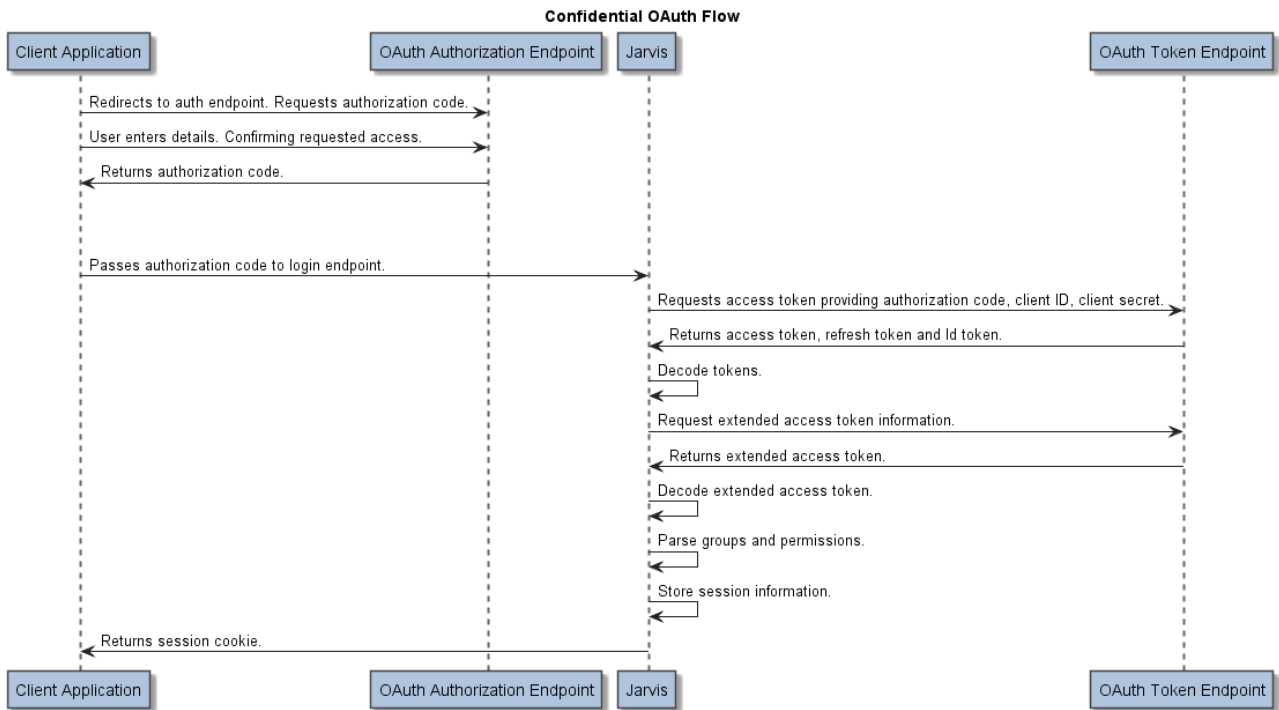 Confidential OAuth Flow
Client Application
OAuth Authorization Endpoint
Jarvis
OAuth Token Endpoint
Redirects to auth endpoint. Requests authorization code.
User enters details. Confirming requested access.
Returns authorization code.
Passes authorization code to login endpoint.
Requests access token providing authorization code, client ID, client secret.
Returns access token, refresh token and Id token.
Decode tokens.
Request extended access token information.
Returns extended access token.
Decode extended access token.
Parse groups and permissions.
Store session information.
Returns session cookie.
Client Application
OAuth Authorization Endpoint
Jarvis
OAuth Token Endpoint